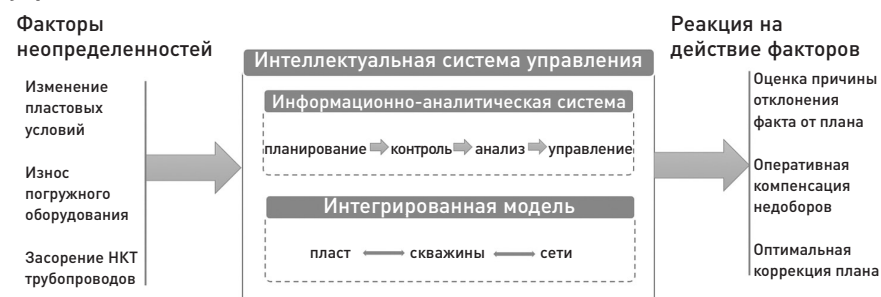 Факторы
неопределенностей
Изменение
пластовых
условий
Износ
погружного
оборудования
Засорение НКТ
трубопроводов
Интеллектуальная система управления
Информационно-аналитическая система
планирование контроль анализ управление
Интегрированная модель
пласт скважины сети
Реакция на
действие факторов
Оценка причины
отклонения
факта от плана
Оперативная
компенсация
недоборов
Оптимальная
коррекция плана